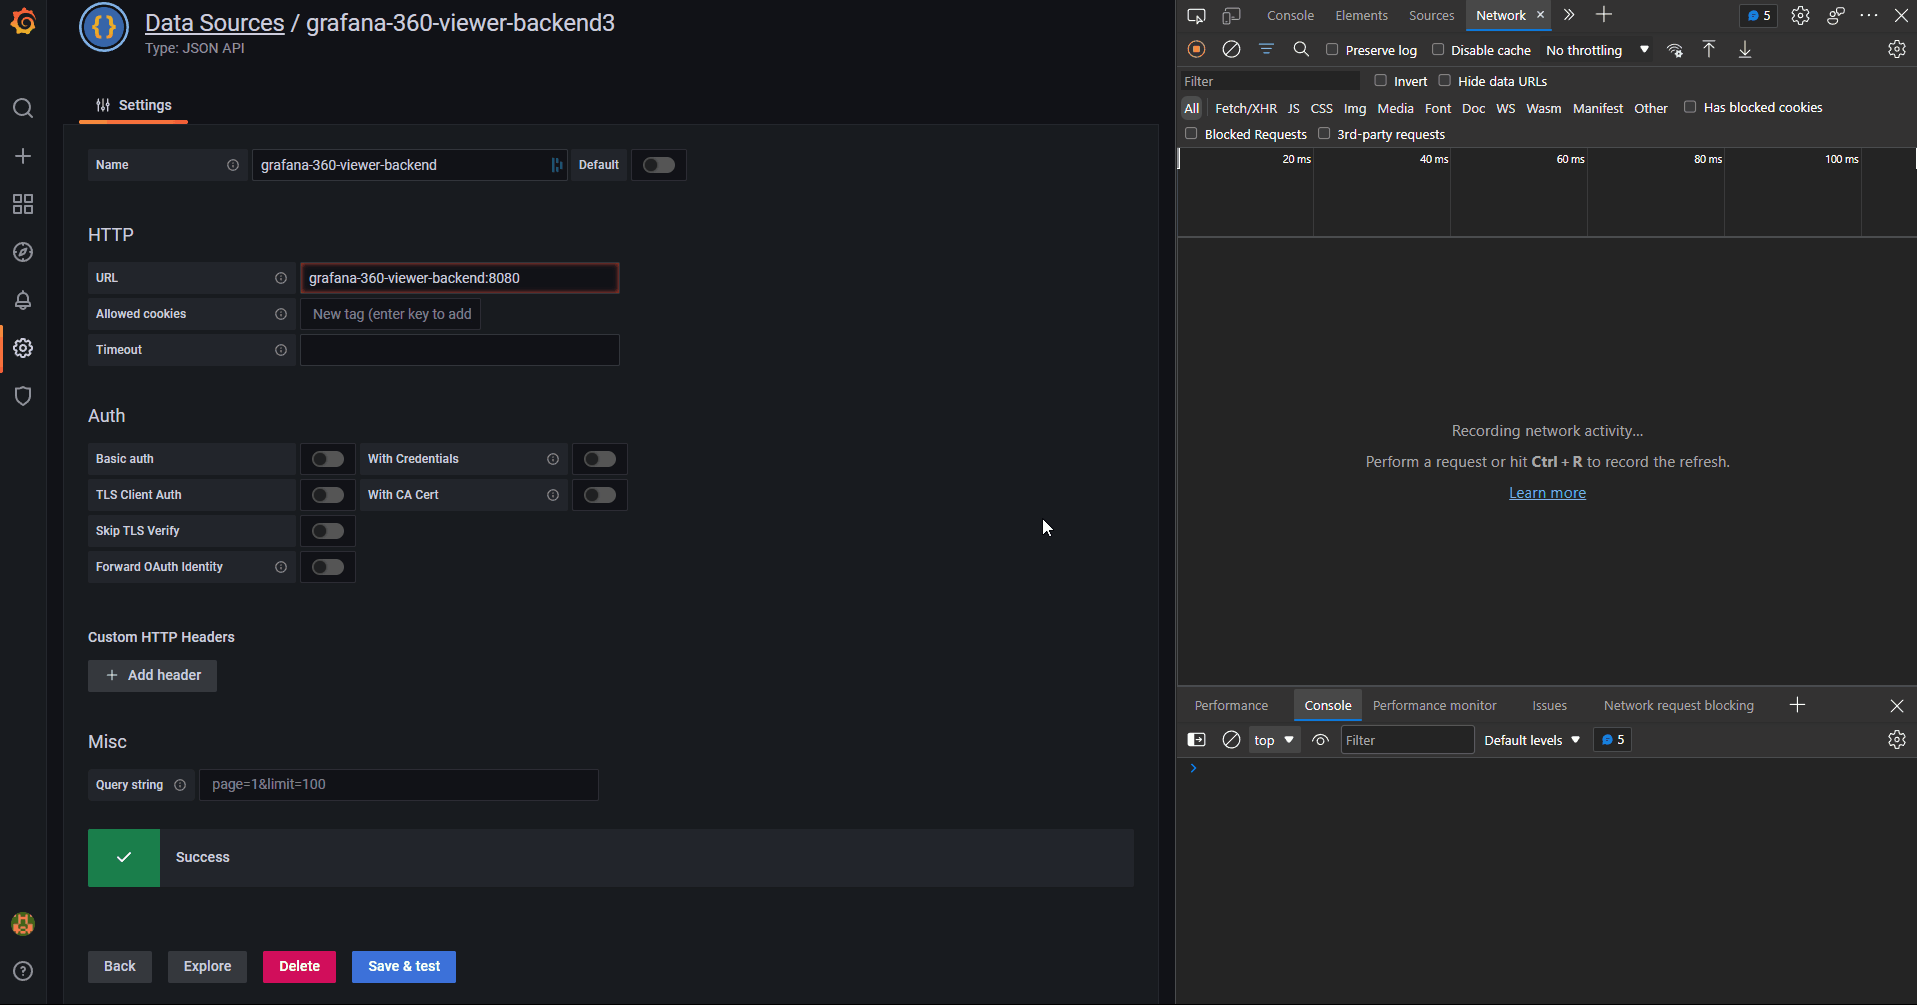 Data Sources / grafana-360-viewer-backend3
Type: JSON API
Settings
Name
grafana-360-viewer-backend
Default
HTTP
URL
grafana-360-viewer-backend:8080
Allowed cookies
New tag (enter key to add
Timeout
Auth
Basic auth
With Credentials
TLS Client Auth
With CA Cert
Skip TLS Verify
Forward OAuth Identity
Custom HTTP Headers
Add header
Misc
Query string
page=1&limit=100
Success
Back
Explore
Delete
Save & test
Console Elements Sources Network 5
Preserve log Disable cache No throttling
Filter Invert Hide data URLs
All Fetch/XHR JS CSS Img Media Font Doc WS Wasm Manifest Other Has blocked cookies
Blocked Requests 3rd-party requests
20 ms 40 ms 60 ms 80 ms 100 ms
Recording network activity...
Perform a request or hit Ctrl + R to record the refresh.
Learn more
Performance Console Performance monitor Issues Network request blocking
top Filter Default levels 5